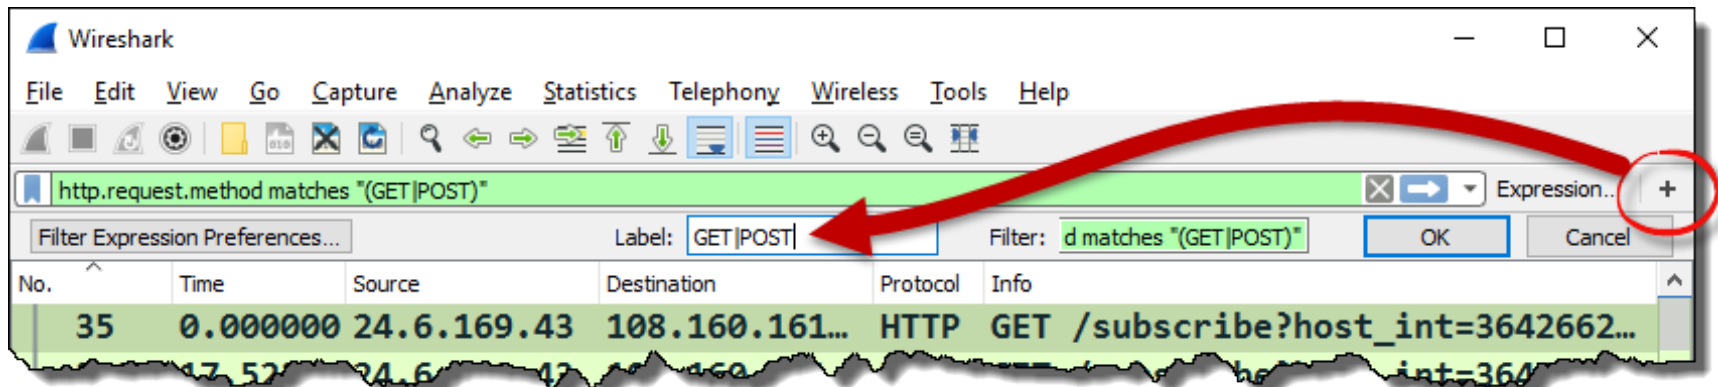 Wireshark
File Edit View Go Capture Analyze Statistics Telephony Wireless Tools Help
http.request.method matches "(GET|POST)" Expression... +
Filter Expression Preferences... Label: GET|POST Filter: d matches "(GET|POST)" OK Cancel
No. Time Source Destination Protocol Info
35 0.000000 24.6.169.43 108.160.161… HTTP GET /subscribe?host_int=3642662…